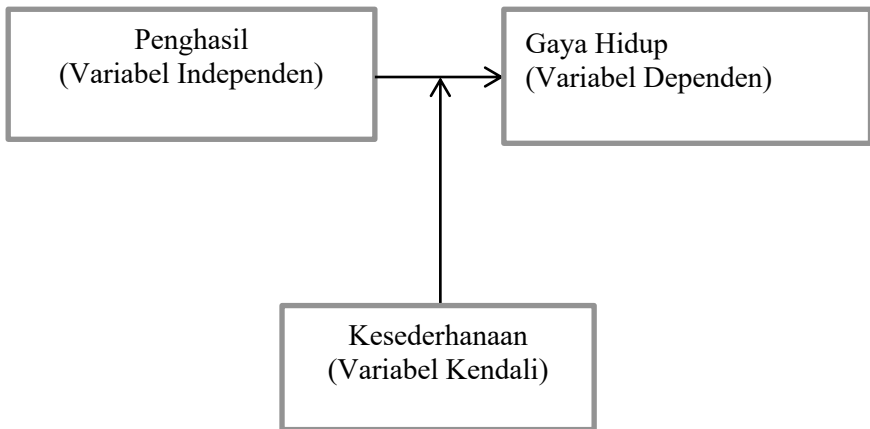 Penghasil
(Variabel Independen)
Gaya Hidup
(Variabel Dependen)
Kesederhanaan
(Variabel Kendali)